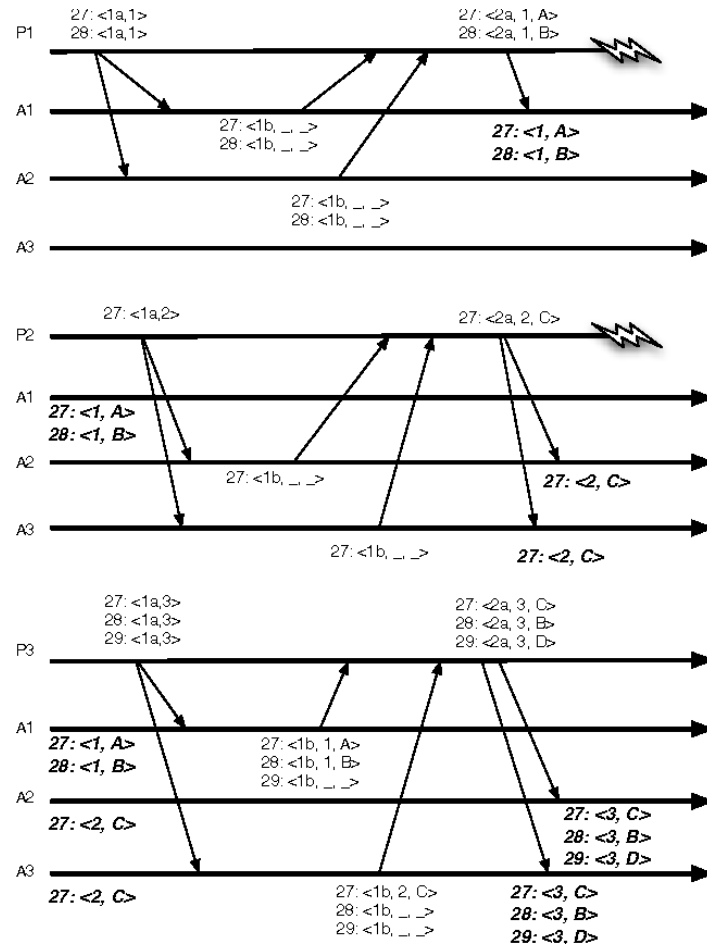 27: <1a,1>
28: <1a,1>
27: <2a, 1, A>
28: <2a, 1, B>
P1
A1
27: <1b, _, _>
28: <1b, _, _>
27: <1, A>
28: <1, B>
A2
27: <1b, _, _>
28: <1b, _, _>
A3
27: <1a,2>
27: <2a, 2, C>
P2
A1
27: <1, A>
28: <1, B>
A2
27: <1b, _, _>
27: <2, C>
A3
27: <1b, _, _>
27: <2, C>
27: <1a,3>
28: <1a,3>
29: <1a,3>
27: <2a, 3, C>
28: <2a, 3, B>
29: <2a, 3, D>
P3
A1
27: <1, A>
28: <1, B>
27: <1b, 1, A>
28: <1b, 1, B>
29: <1b, _, _>
A2
27: <2, C>
27: <3, C>
28: <3, B>
29: <3, D>
A3
27: <2, C>
27: <1b, 2, C>
28: <1b, _, _>
29: <1b, _, _>
27: <3, C>
28: <3, B>
29: <3, D>